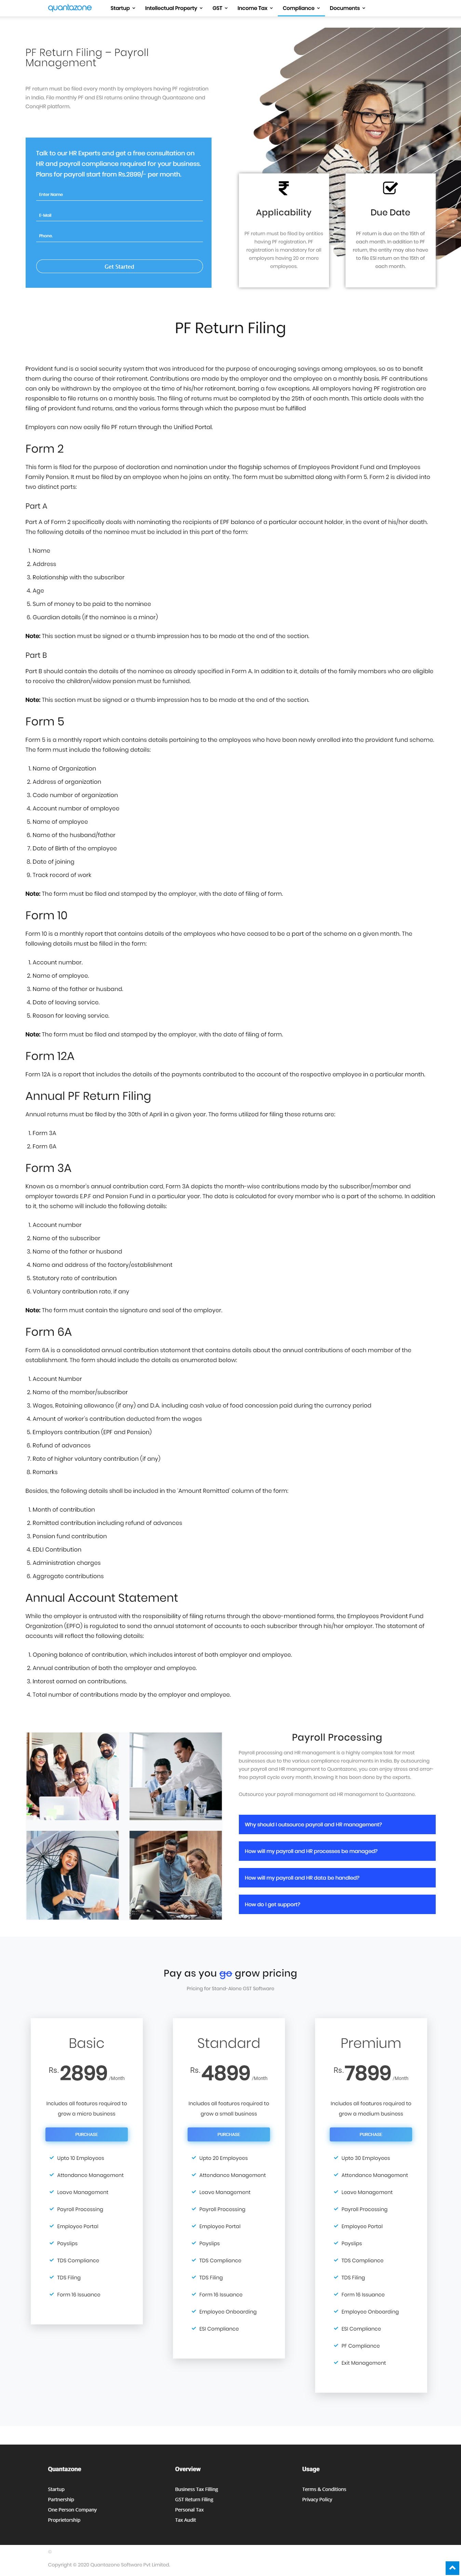 quantazone
Startup
Intellectual Property
GST
Income Tax
Compliance
Documents
PF Return Filing – Payroll
Management
PF return must be filed every month by employers having PF registration
in India. File monthly PF and ESI returns online through Quantazone and
ConqHR platform.
Talk to our HR Experts and get a free consultation on
HR and payroll compliance required for your business.
Plans for payroll start from Rs.2899/- per month.
Enter Name
E-Mail
Phone.
Get Started
Applicability
PF return must be filed by entities
having PF registration. PF
registration is mandatory for all
employers having 20 or more
employees.
Due Date
PF return is due on the 15th of
each month. In addition to PF
return, the entity may also have
to file ESI return on the 15th of
each month.
PF Return Filing
Provident fund is a social security system that was introduced for the purpose of encouraging savings among employees, so as to benefit
them during the course of their retirement. Contributions are made by the employer and the employee on a monthly basis. PF contributions
can only be withdrawn by the employee at the time of his/her retirement, barring a few exceptions. All employers having PF registration are
responsible to file returns on a monthly basis. The filing of returns must be completed by the 25th of each month. This article deals with the
filing of provident fund returns, and the various forms through which the purpose must be fulfilled
Employers can now easily file PF return through the Unified Portal.
Form 2
This form is filed for the purpose of declaration and nomination under the flagship schemes of Employees Provident Fund and Employees
Family Pension. It must be filed by an employee when he joins an entity. The form must be submitted along with Form 5. Form 2 is divided into
two distinct parts:
Part A
Part A of Form 2 specifically deals with nominating the recipients of EPF balance of a particular account holder, in the event of his/her death.
The following details of the nominee must be included in this part of the form:
1. Name
2. Address
3. Relationship with the subscriber
4. Age
5. Sum of money to be paid to the nominee
6. Guardian details (if the nominee is a minor)
Note: This section must be signed or a thumb impression has to be made at the end of the section.
Part B
Part B should contain the details of the nominee as already specified in Form A. In addition to it, details of the family members who are eligible
to receive the children/widow pension must be furnished.
Note: This section must be signed or a thumb impression has to be made at the end of the section.
Form 5
Form 5 is a monthly report which contains details pertaining to the employees who have been newly enrolled into the provident fund scheme.
The form must include the following details:
1. Name of Organization
2. Address of organization
3. Code number of organization
4. Account number of employee
5. Name of employee
6. Name of the husband/father
7. Date of Birth of the employee
8. Date of joining
9. Track record of work
Note: The form must be filed and stamped by the employer, with the date of filing of form.
Form 10
Form 10 is a monthly report that contains details of the employees who have ceased to be a part of the scheme on a given month. The
following details must be filled in the form:
1. Account number.
2. Name of employee.
3. Name of the father or husband.
4. Date of leaving service.
5. Reason for leaving service.
Note: The form must be filed and stamped by the employer, with the date of filing of form.
Form 12A
Form 12A is a report that includes the details of the payments contributed to the account of the respective employee in a particular month.
Annual PF Return Filing
Annual returns must be filed by the 30th of April in a given year. The forms utilized for filing these returns are:
1. Form 3A
2. Form 6A
Form 3A
Known as a member's annual contribution card, Form 3A depicts the month-wise contributions made by the subscriber/member and
employer towards E.P.F and Pension Fund in a particular year. The data is calculated for every member who is a part of the scheme. In addition
to it, the scheme will include the following details:
1. Account number
2. Name of the subscriber
3. Name of the father or husband
4. Name and address of the factory/establishment
5. Statutory rate of contribution
6. Voluntary contribution rate, if any
Note: The form must contain the signature and seal of the employer.
Form 6A
Form 6A is a consolidated annual contribution statement that contains details about the annual contributions of each member of the
establishment. The form should include the details as enumerated below:
1. Account Number
2. Name of the member/subscriber
3. Wages, Retaining allowance (if any) and D.A. including cash value of food concession paid during the currency period
4. Amount of worker's contribution deducted from the wages
5. Employers contribution (EPF and Pension)
6. Refund of advances
7. Rate of higher voluntary contribution (if any)
8. Remarks
Besides, the following details shall be included in the 'Amount Remitted' column of the form:
1. Month of contribution
2. Remitted contribution including refund of advances
3. Pension fund contribution
4. EDLI Contribution
5. Administration charges
6. Aggregate contributions
Annual Account Statement
While the employer is entrusted with the responsibility of filing returns through the above-mentioned forms, the Employees Provident Fund
Organization (EPFO) is regulated to send annual statement of accounts to each subscriber through his/her employer. The statement of
accounts will reflect the following details:
1. Opening balance of contribution, which includes interest of both employer and employee.
2. Annual contribution of both the employer and employee.
3. Interest earned on contributions.
4. Total number of contributions made by the employer and employee.
Payroll Processing
Payroll processing and HR management is a highly complex task for most
businesses due to the various compliance requirements in India. By outsourcing
your payroll and HR management to Quantazone, you can enjoy stress and error-
free payroll cycle every month, knowing it has been done by the experts.
Outsource your payroll management ad HR management to Quantazone.
Why should I outsource payroll and HR management?
How will my payroll and HR processes be managed?
How will my payroll and HR data be handled?
How do I get support?
Pay as you go grow pricing
Pricing for Stand-Alone GST Software
Basic
Rs. 2899 /Month
Includes all features required to
grow a micro business
PURCHASE
Upto 10 Employees
Attendance Management
Leave Management
Payroll Processing
Employee Portal
Payslips
TDS Compliance
TDS Filing
Form 16 Issuance
Standard
Rs. 4899 /Month
Includes all features required to
grow a small business
PURCHASE
Upto 20 Employees
Attendance Management
Leave Management
Payroll Processing
Employee Portal
Payslips
TDS Compliance
TDS Filing
Form 16 Issuance
Employee Onboarding
ESI Compliance
Premium
Rs. 7899 /Month
Includes all features required to
grow a medium business
PURCHASE
Upto 30 Employees
Attendance Management
Leave Management
Payroll Processing
Employee Portal
Payslips
TDS Compliance
TDS Filing
Form 16 Issuance
Employee Onboarding
ESI Compliance
PF Compliance
Exit Management
Quantazone
Startup
Partnership
One Person Company
Proprietorship
Overview
Business Tax Filling
GST Return Filing
Personal Tax
Tax Audit
Usage
Terms & Conditions
Privacy Policy
Copyright © 2020 Quantazone Software Pvt Limited.